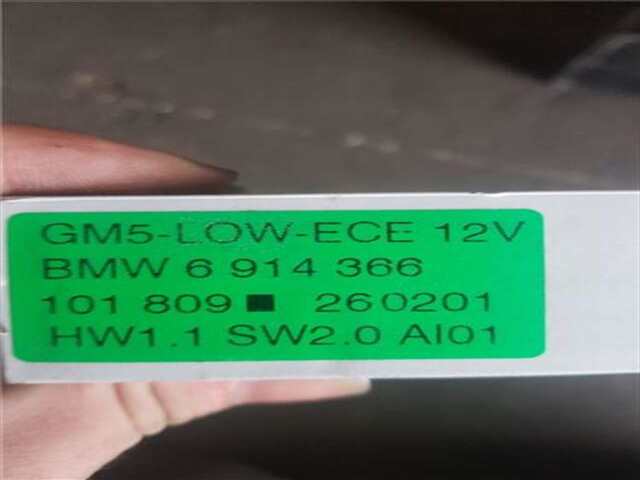 GM5-LOW-ECE 12V
BMW 6 914 366
101 809 ■ 260201
HW1.1 SW2.0 AI01